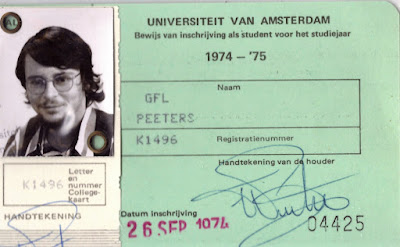 UNIVERSITEIT VAN AMSTERDAM
Bewijs van inschrijving als student voor het studiejaar
1974 - '75
Naam
GFL
PEETERS
K1496
Registratienummer
Handtekening van de houder
Letter
en
K1496 nummer
College-
kaart
HANDTEKENING
Datum inschrijving
26 SEP 1974
04425